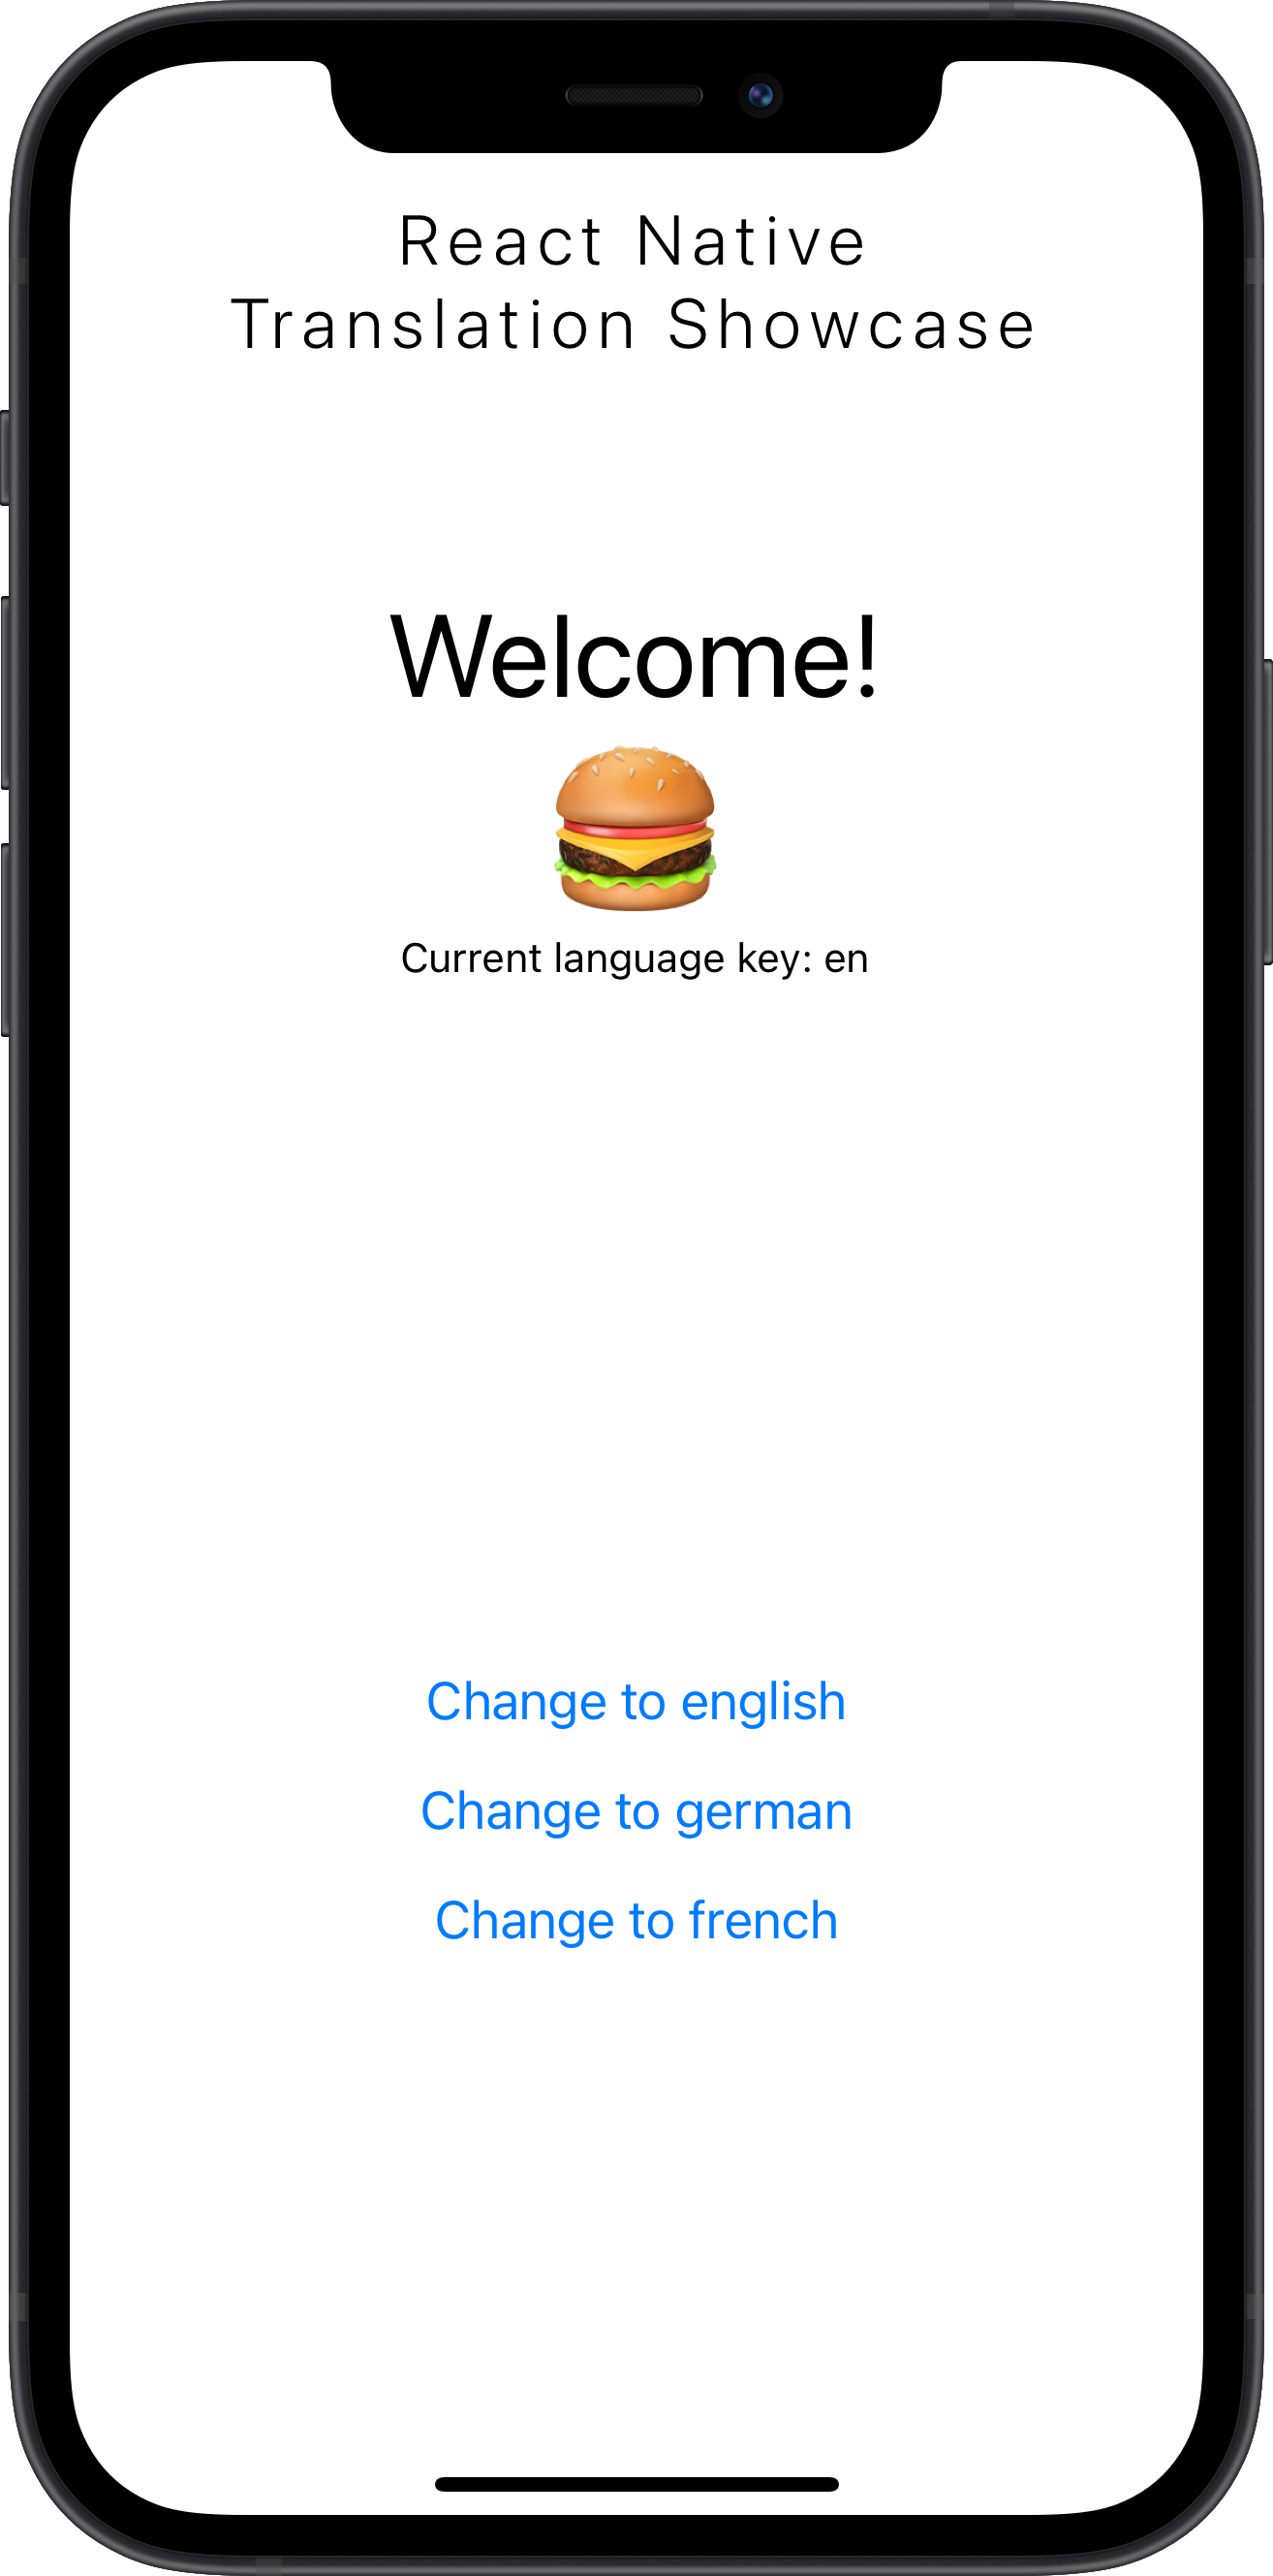 React Native
Translation Showcase
Welcome!
Current language key: en
Change to english
Change to german
Change to french